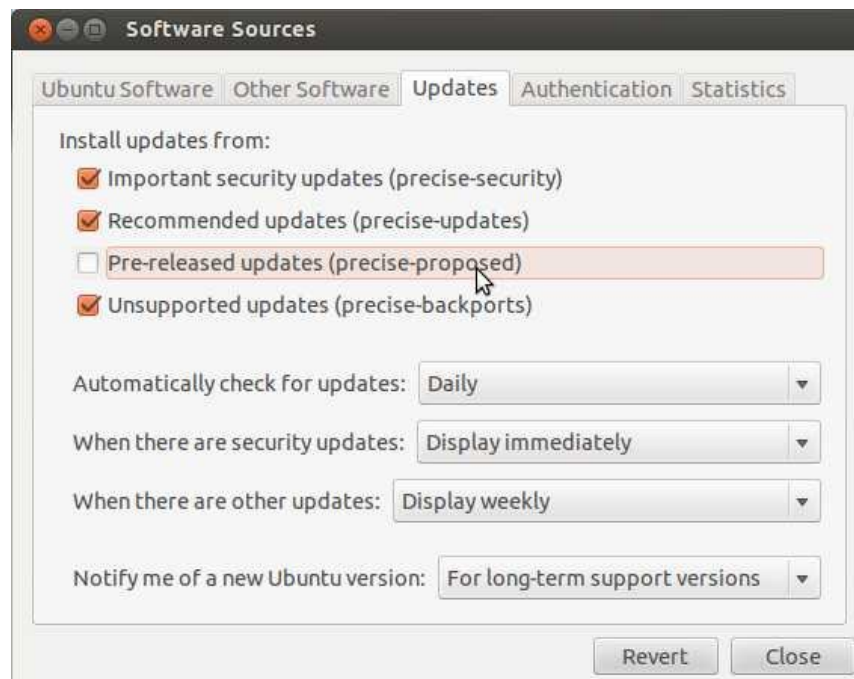 Software Sources
Ubuntu Software Other Software Updates Authentication Statistics
Install updates from:
Important security updates (precise-security)
Recommended updates (precise-updates)
Pre-released updates (precise-proposed)
Unsupported updates (precise-backports)
Automatically check for updates: Daily
When there are security updates: Display immediately
When there are other updates: Display weekly
Notify me of a new Ubuntu version: For long-term support versions
Revert Close